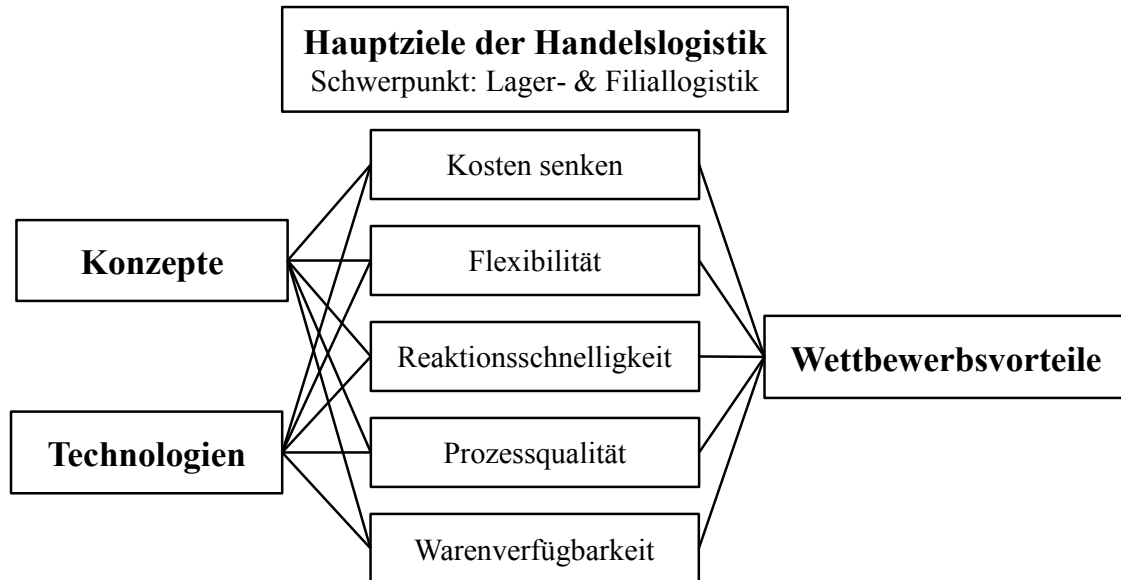 Hauptziele der Handelslogistik
Schwerpunkt: Lager- & Filiallogistik
Kosten senken
Konzepte
Flexibilität
Reaktionsschnelligkeit
Wettbewerbsvorteile
Technologien
Prozessqualität
Warenverfügbarkeit